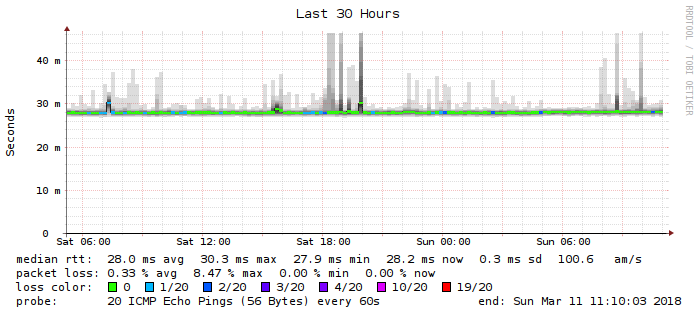 Last 30 Hours
RRDTOOL / TOBI OETIKER
Seconds
40 m
30 m
20 m
10 m
0
Sat 06:00 Sat 12:00 Sat 18:00 Sun 00:00 Sun 06:00
median rtt: 28.0 ms avg 30.3 ms max 27.9 ms min 28.2 ms now 0.3 ms sd 100.6 am/s
packet loss: 0.33 % avg 8.47 % max 0.00 % min 0.00 % now
loss color: 0 1/20 2/20 3/20 4/20 10/20 19/20
probe: 20 ICMP Echo Pings (56 Bytes) every 60s end: Sun Mar 11 11:10:03 2018